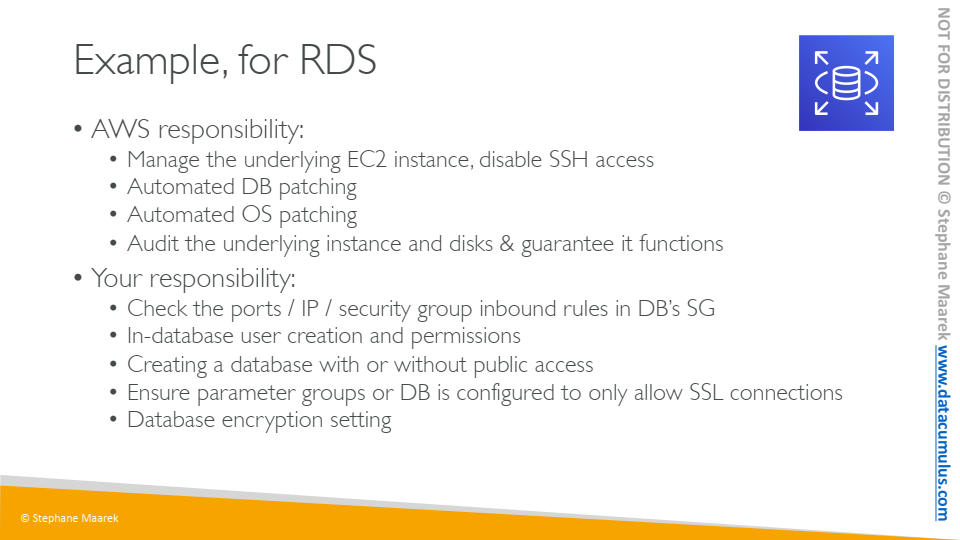 Example, for RDS
• AWS responsibility:
• Manage the underlying EC2 instance, disable SSH access
• Automated DB patching
• Automated OS patching
• Audit the underlying instance and disks & guarantee it functions
• Your responsibility:
• Check the ports / IP / security group inbound rules in DB’s SG
• In-database user creation and permissions
• Creating a database with or without public access
• Ensure parameter groups or DB is configured to only allow SSL connections
• Database encryption setting
© Stephane Maarek
NOT FOR DISTRIBUTION © Stephane Maarek www.datacumulus.com